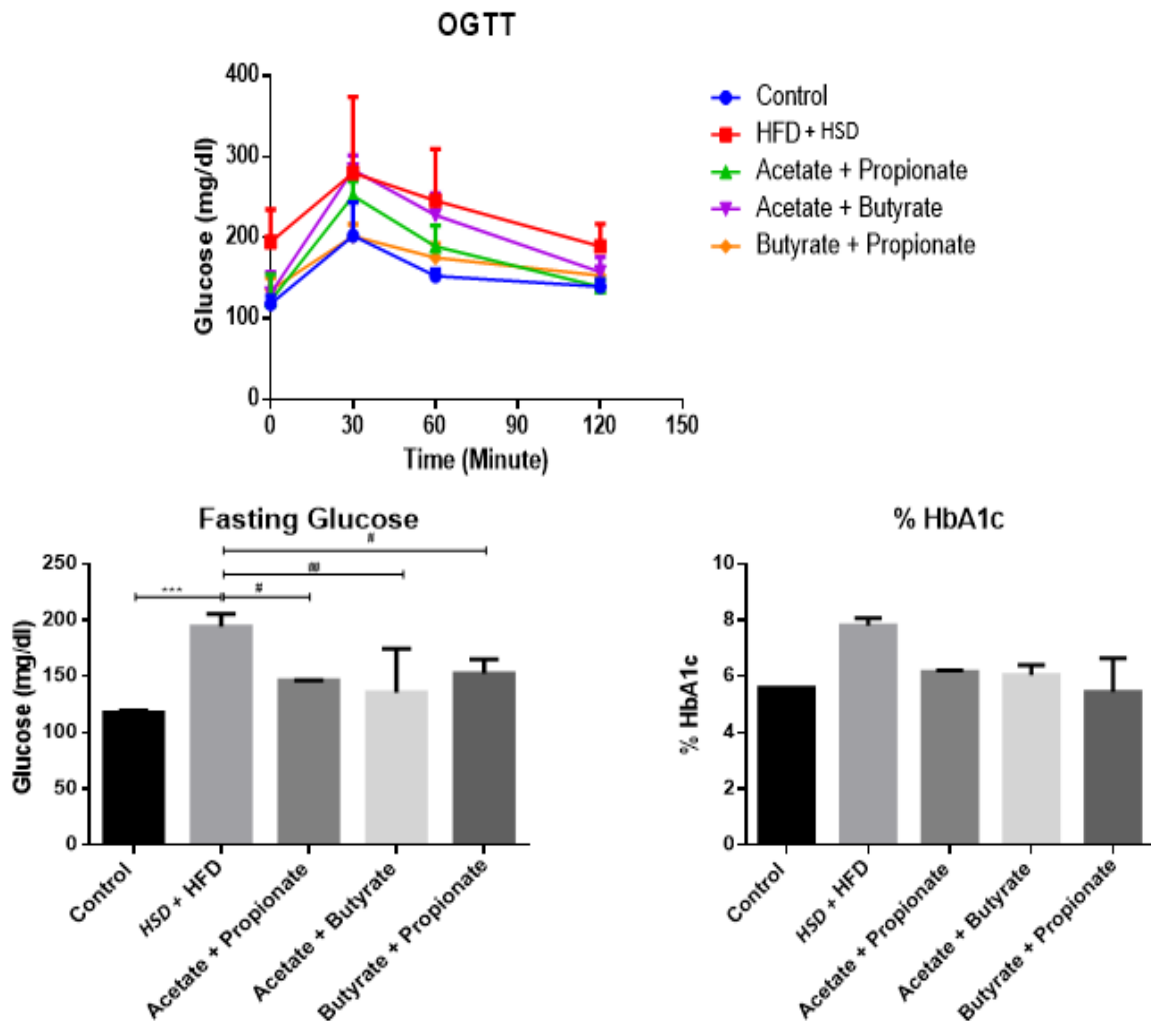 OGTT
400
300
200
100
0
Glucose (mg/dl)
0 30 60 90 120 150
Time (Minute)
Control
HFD + HSD
Acetate + Propionate
Acetate + Butyrate
Butyrate + Propionate
Fasting Glucose
#
##
*** #
250
200
150
100
50
0
Glucose (mg/dl)
Control
HSD + HFD
Acetate + Propionate
Acetate + Butyrate
Butyrate + Propionate
% HbA1c
10
8
6
4
2
0
% HbA1c
Control
HSD + HFD
Acetate + Propionate
Acetate + Butyrate
Butyrate + Propionate